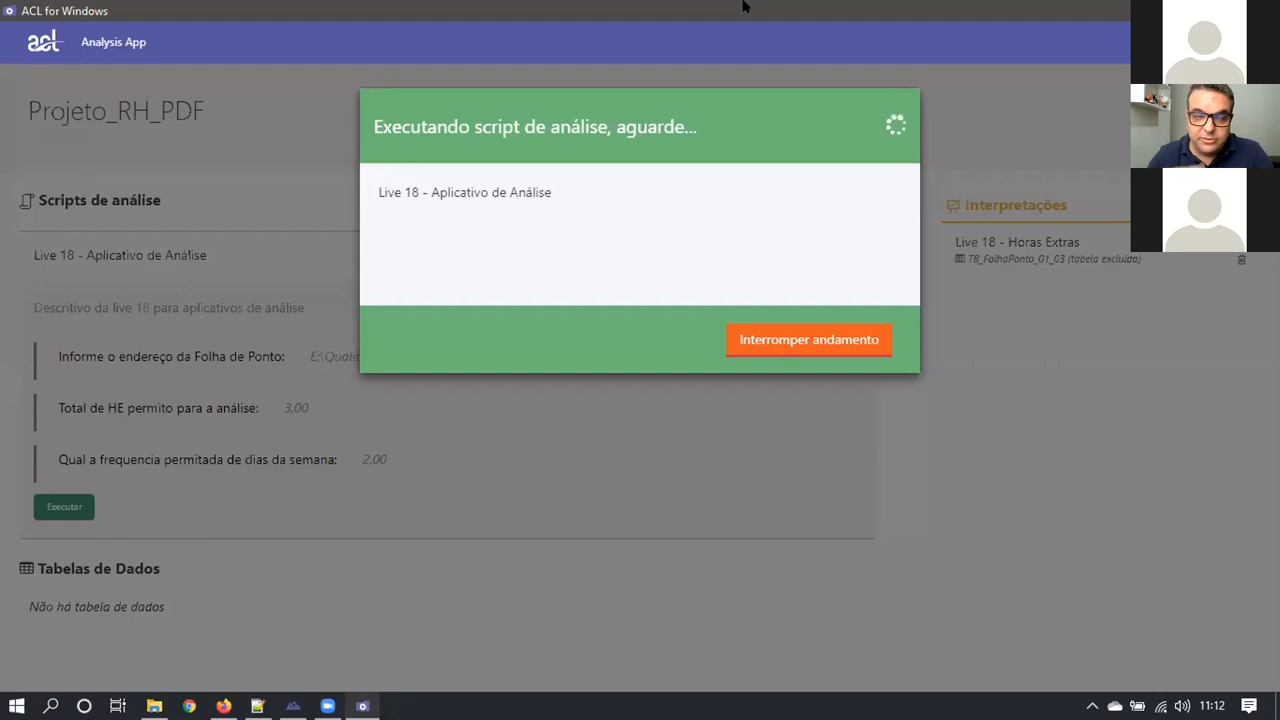 ACL for Windows
acl
Analysis App
Projeto_RH_PDF
Executando script de análise, aguarde...
Live 18 - Aplicativo de Análise
Interromper andamento
Scripts de análise
Live 18 - Aplicativo de Análise
Descritivo da live 18 para aplicativos de análise
Informe o endereço da Folha de Ponto: E:\Qualit
Total de HE permito para a análise: 3,00
Qual a frequencia permitada de dias da semana: 2,00
Executar
Tabelas de Dados
Não há tabela de dados
Interpretações
Live 18 - Horas Extras
TB_FolhaPonto_01_03 (tabela excluída)
11:12